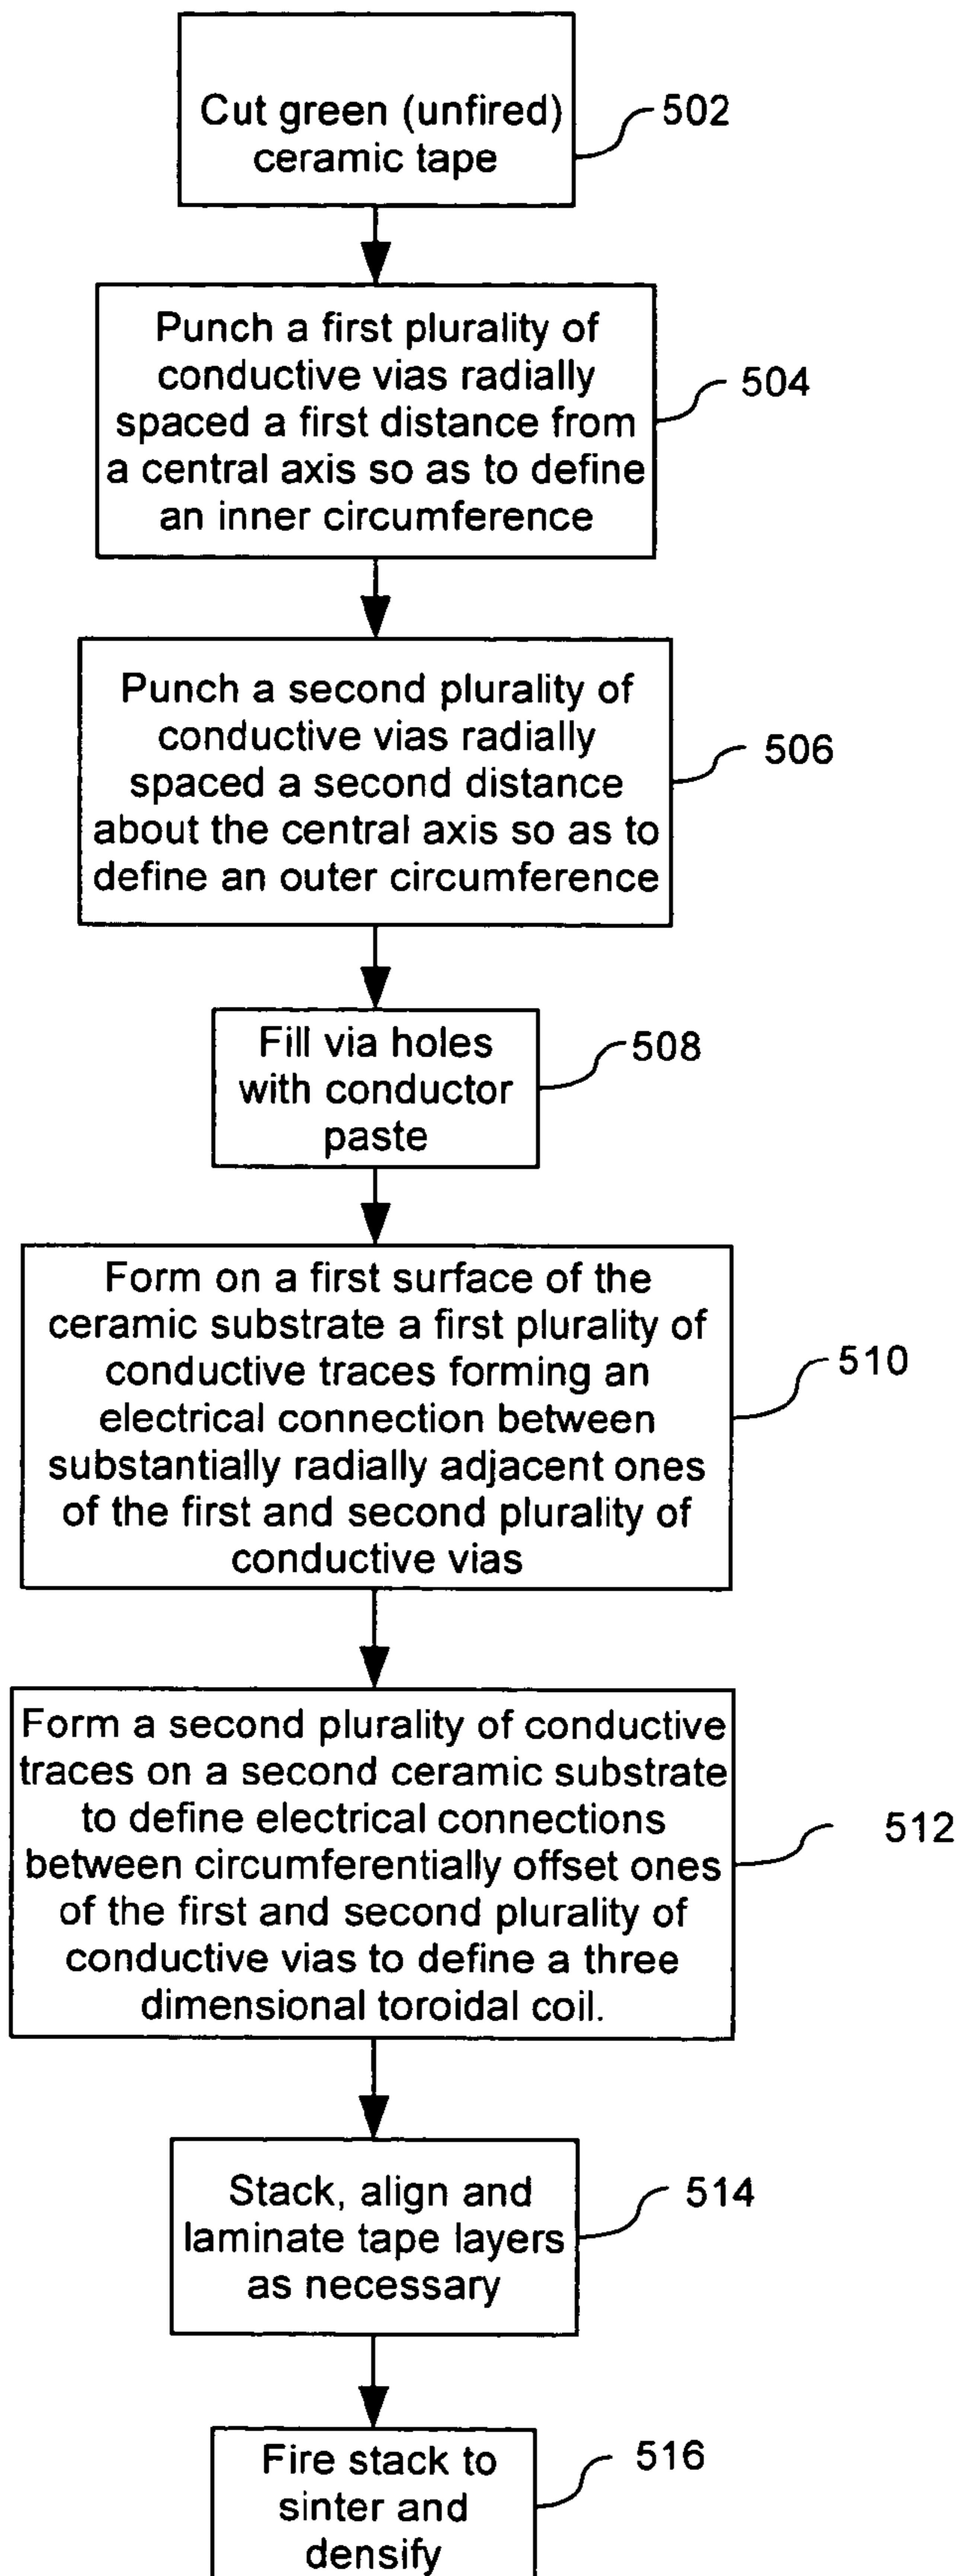 Cut green (unfired)
ceramic tape
502
Punch a first plurality of
conductive vias radially
spaced a first distance from
a central axis so as to define
an inner circumference
504
Punch a second plurality of
conductive vias radially
spaced a second distance
about the central axis so as to
define an outer circumference
506
Fill via holes
with conductor
paste
508
Form on a first surface of the
ceramic substrate a first plurality of
conductive traces forming an
electrical connection between
substantially radially adjacent ones
of the first and second plurality of
conductive vias
510
Form a second plurality of conductive
traces on a second ceramic substrate
to define electrical connections
between circumferentially offset ones
of the first and second plurality of
conductive vias to define a three
dimensional toroidal coil.
512
Stack, align and
laminate tape layers
as necessary
514
Fire stack to
sinter and
densify
516